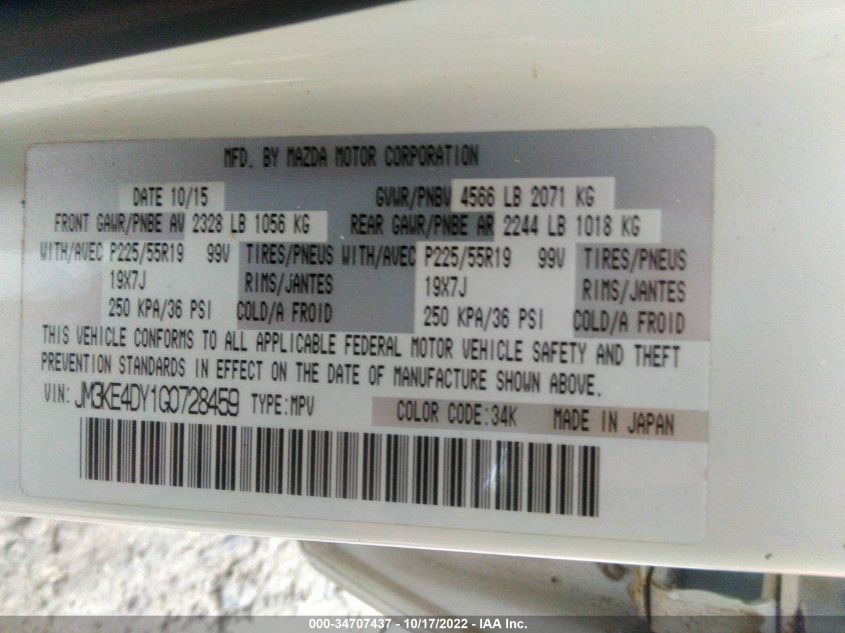 MFD. BY MAZDA MOTOR CORPORATION
DATE 10/15 GVWR/PNBV 4566 LB 2071 KG
FRONT GAWR/PNBE AV 2328 LB 1056 KG REAR GAWR/PNBE AR 2244 LB 1018 KG
WITH/AVEC P225/55R19 99V TIRES/PNEUS WITH/AVEC P225/55R19 99V TIRES/PNEUS
19X7J RIMS/JANTES 19X7J RIMS/JANTES
250 KPA/36 PSI COLD/A FROID 250 KPA/36 PSI COLD/A FROID
THIS VEHICLE CONFORMS TO ALL APPLICABLE FEDERAL MOTOR VEHICLE SAFETY AND THEFT
PREVENTION STANDARDS IN EFFECT ON THE DATE OF MANUFACTURE SHOWN ABOVE.
VIN: JM3KE4DY1G0728459 TYPE:MPV COLOR CODE:34K MADE IN JAPAN
000-34707437 - 10/17/2022 - IAA Inc.